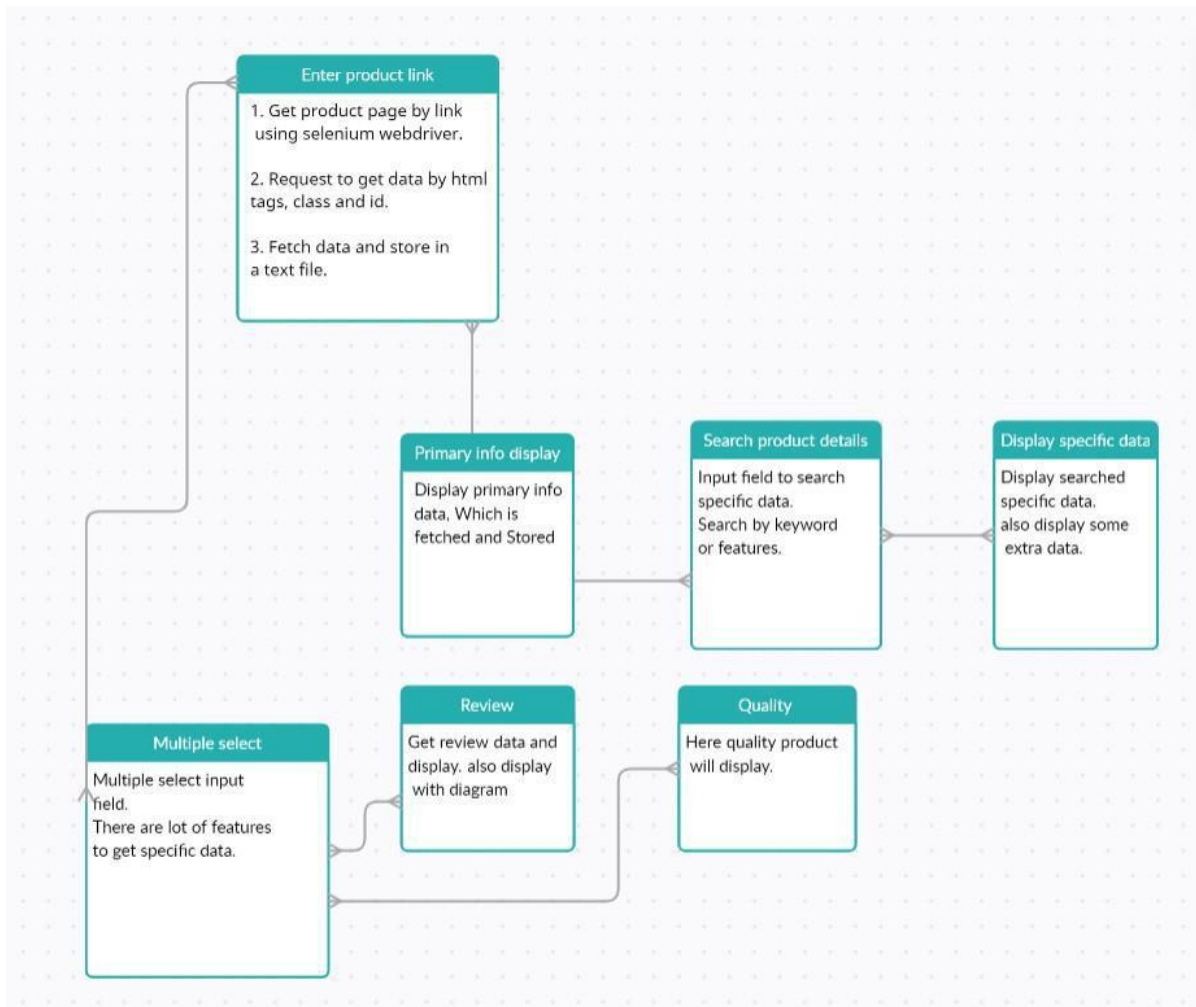 Enter product link
1. Get product page by link
using selenium webdriver.
2. Request to get data by html
tags, class and id.
3. Fetch data and store in
a text file.
Primary info display
Display primary info
data, Which is
fetched and Stored
Search product details
Input field to search
specific data.
Search by keyword
or features.
Display specific data
Display searched
specific data.
also display some
extra data.
Multiple select
Multiple select input
field.
There are lot of features
to get specific data.
Review
Get review data and
display. also display
with diagram
Quality
Here quality product
will display.